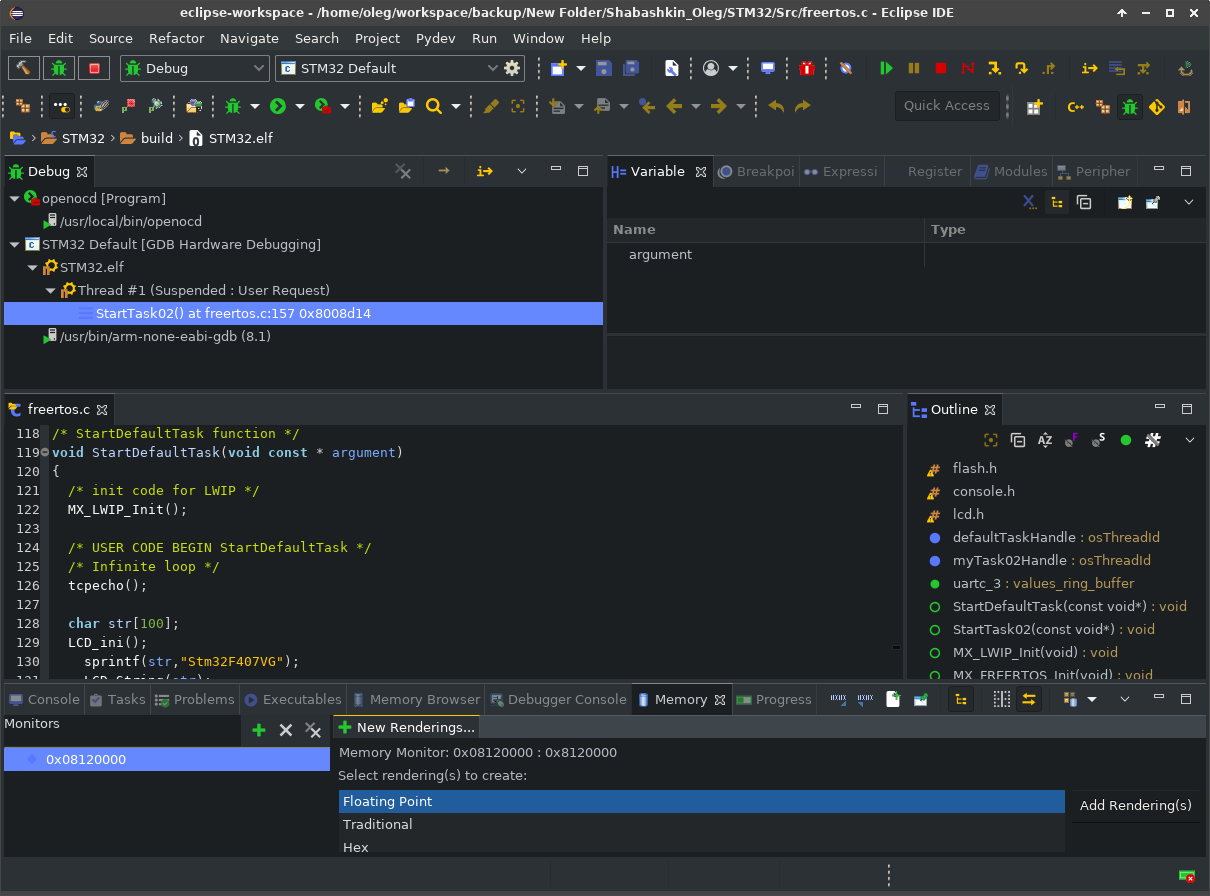 eclipse-workspace - /home/oleg/workspace/backup/New Folder/Shabashkin_Oleg/STM32/Src/freertos.c - Eclipse IDE
File Edit Source Refactor Navigate Search Project Pydev Run Window Help
Debug STM32 Default
Quick Access
STM32 build STM32.elf
Debug
openocd [Program]
/usr/local/bin/openocd
STM32 Default [GDB Hardware Debugging]
STM32.elf
Thread #1 (Suspended : User Request)
StartTask02() at freertos.c:157 0x8008d14
/usr/bin/arm-none-eabi-gdb (8.1)
Variable Breakpoi Expressi Register Modules Peripher
Name Type
argument
freertos.c
118 /* StartDefaultTask function */
119 void StartDefaultTask(void const * argument)
120 {
121 /* init code for LWIP */
122 MX_LWIP_Init();
123
124 /* USER CODE BEGIN StartDefaultTask */
125 /* Infinite loop */
126 tcpecho();
127
128 char str[100];
129 LCD_ini();
130 sprintf(str,"Stm32F407VG");
131 LCD_String(str);
Outline
flash.h
console.h
lcd.h
defaultTaskHandle : osThreadId
myTask02Handle : osThreadId
uartc_3 : values_ring_buffer
StartDefaultTask(const void*) : void
StartTask02(const void*) : void
MX_LWIP_Init(void) : void
MX_FREERTOS_Init(void) : void
Console Tasks Problems Executables Memory Browser Debugger Console Memory Progress
Monitors
0x08120000
New Renderings...
Memory Monitor: 0x08120000 : 0x8120000
Select rendering(s) to create:
Floating Point
Traditional
Hex
Add Rendering(s)